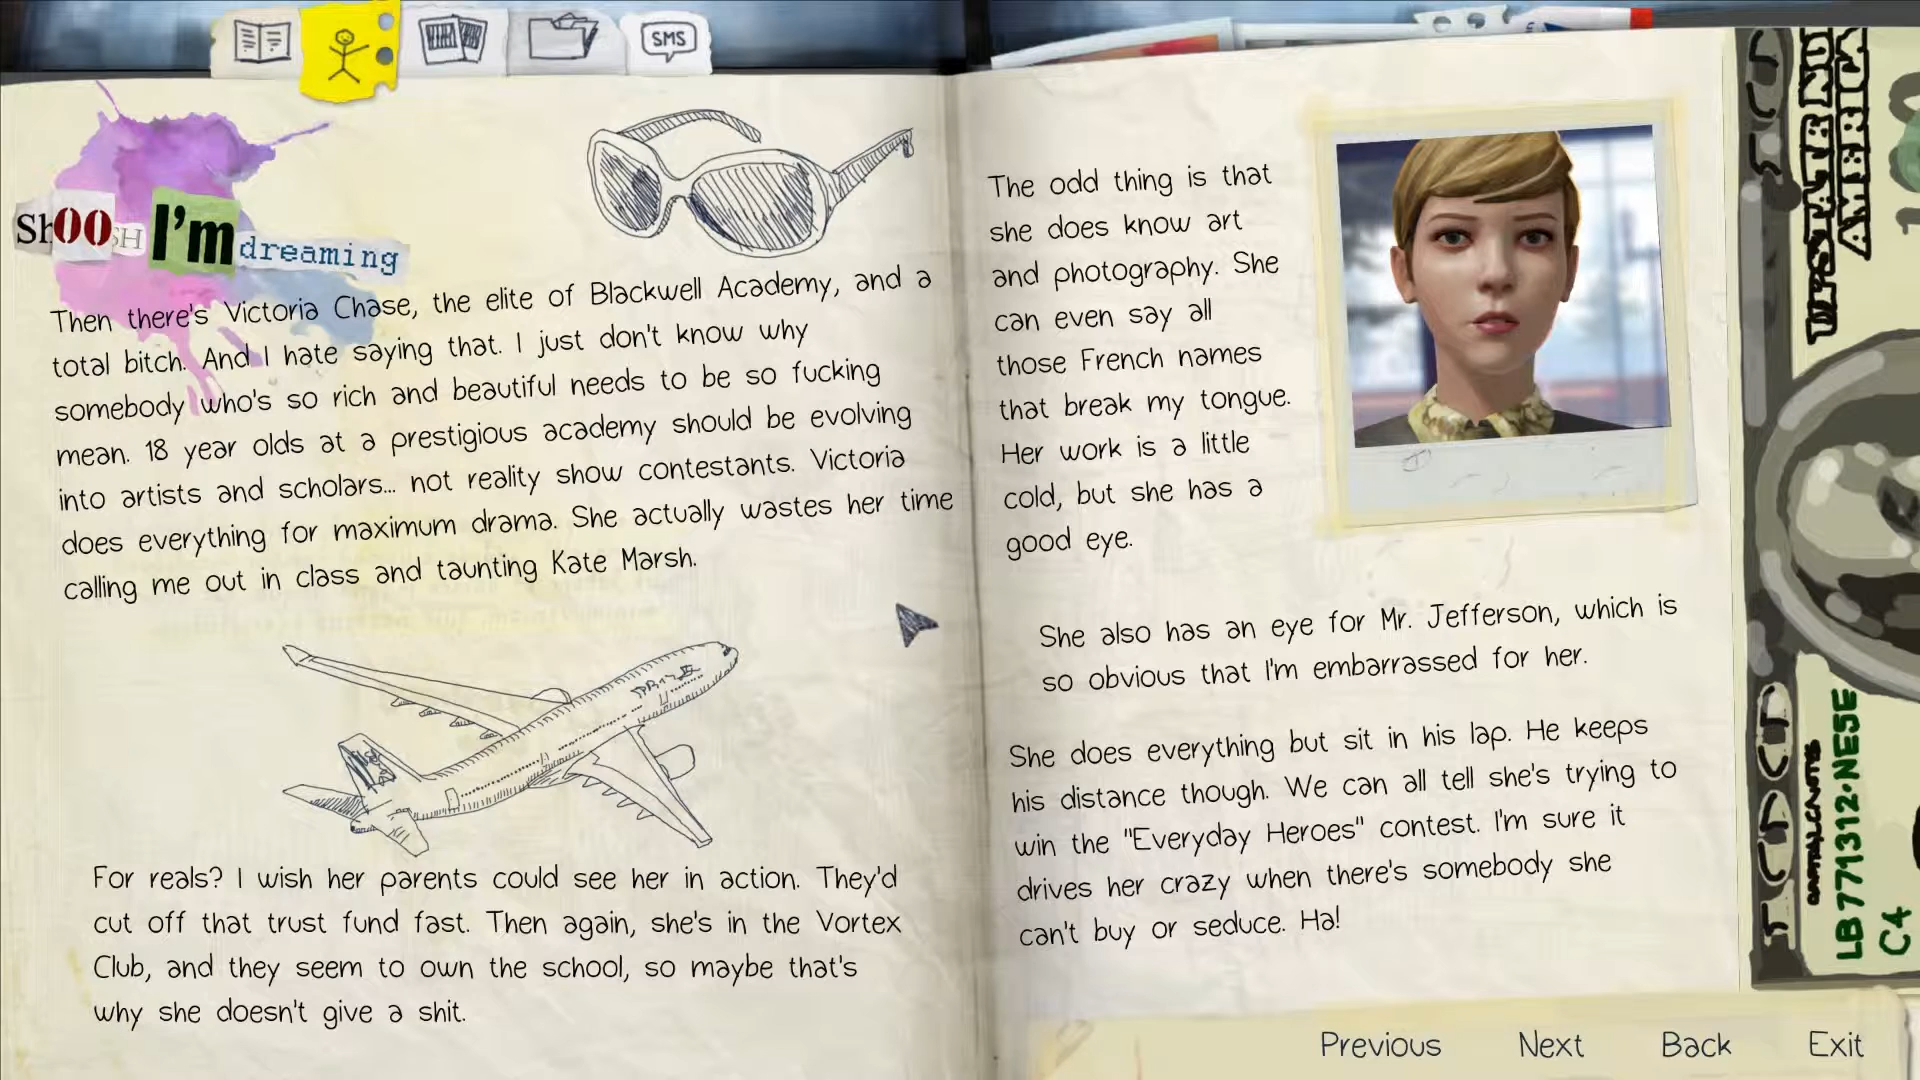 SMS
ShOOSH I'm dreaming
Then there's Victoria Chase, the elite of Blackwell Academy, and a
total bitch. And I hate saying that. I just don't know why
somebody who's so rich and beautiful needs to be so fucking
mean. 18 year olds at a prestigious academy should be evolving
into artists and scholars... not reality show contestants. Victoria
does everything for maximum drama. She actually wastes her time
calling me out in class and taunting Kate Marsh.
For reals? I wish her parents could see her in action. They'd
cut off that trust fund fast. Then again, she's in the Vortex
Club, and they seem to own the school, so maybe that's
why she doesn't give a shit.
The odd thing is that
she does know art
and photography. She
can even say all
those French names
that break my tongue.
Her work is a little
cold, but she has a
good eye.
She also has an eye for Mr. Jefferson, which is
so obvious that I'm embarrassed for her.
She does everything but sit in his lap. He keeps
his distance though. We can all tell she's trying to
win the "Everyday Heroes" contest. I'm sure it
drives her crazy when there's somebody she
can't buy or seduce. Ha!
AMERICA
LB771312·NE5E
C4
Previous Next Back Exit